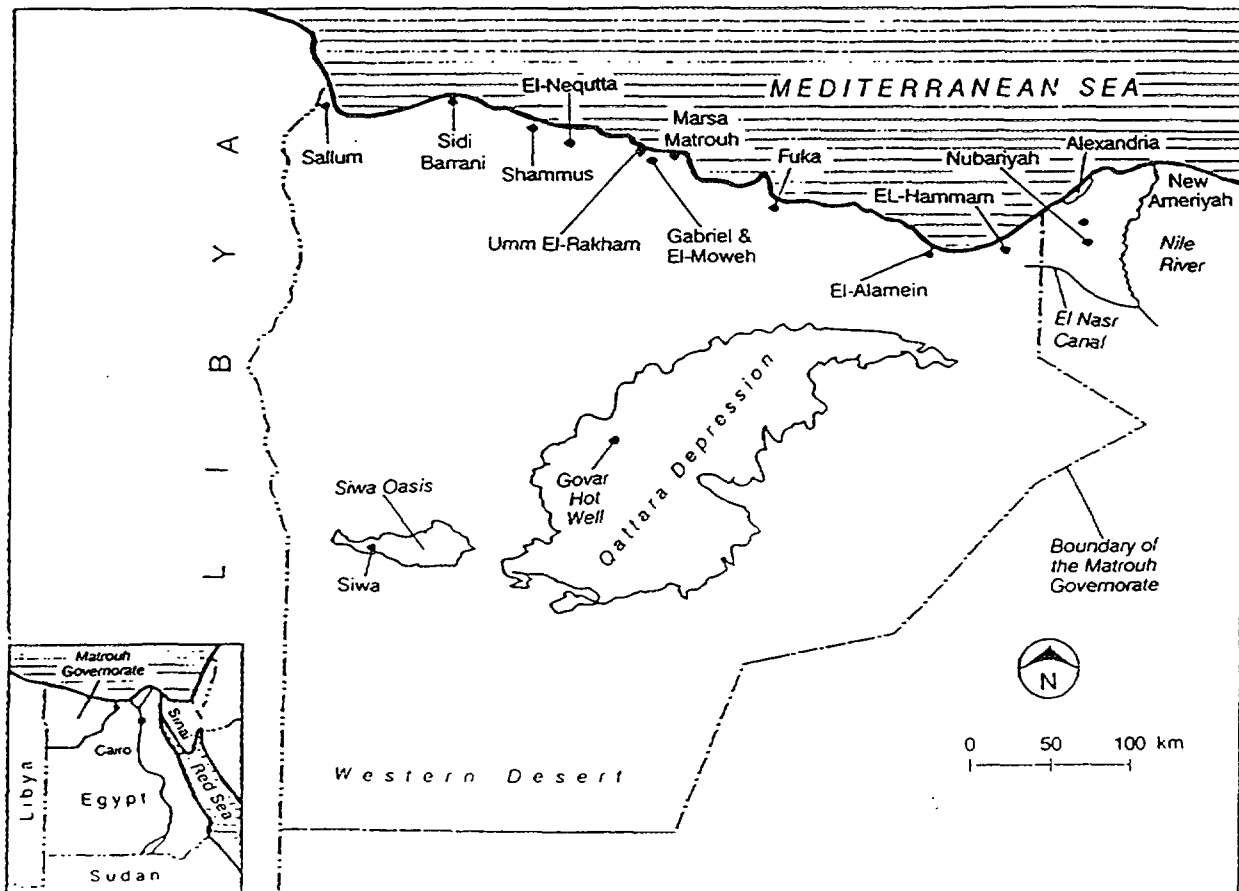 MEDITERRANEAN SEA
El-Nequtta
Marsa
Matrouh
Alexandria
Nubariyah
Fuka
Sallum
Sidi
Barrani
Shammus
EL-Hammam
New
Ameriyah
Umm El-Rakham
Gabriel &
El-Moweh
Nile
River
El-Alamein
El Nasr
Canal
LIBYA
Qattara Depression
Govar
Hot
Well
Siwa Oasis
Siwa
Boundary of
the Matrouh
Governorate
N
0 50 100 km
Western Desert
Matrouh
Governorate
Sinai
Cairo
Red Sea
Libya
Egypt
Sudan